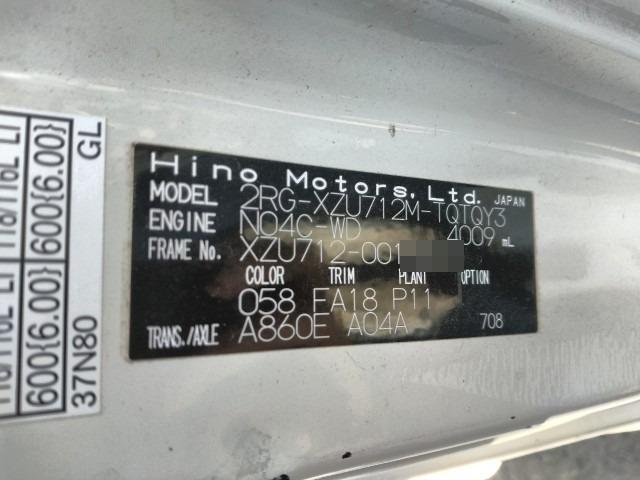 Hino Motors, Ltd. JAPAN
MODEL 2RG-XZU712M-TQTQY3
ENGINE N04C-WD 4009 mL
FRAME No. XZU712-001
COLOR TRIM PLANT OPTION
058 FA18 P11
TRANS./AXLE A860E A04A 708
600{6.00} 600{6.00}
37N80 GL